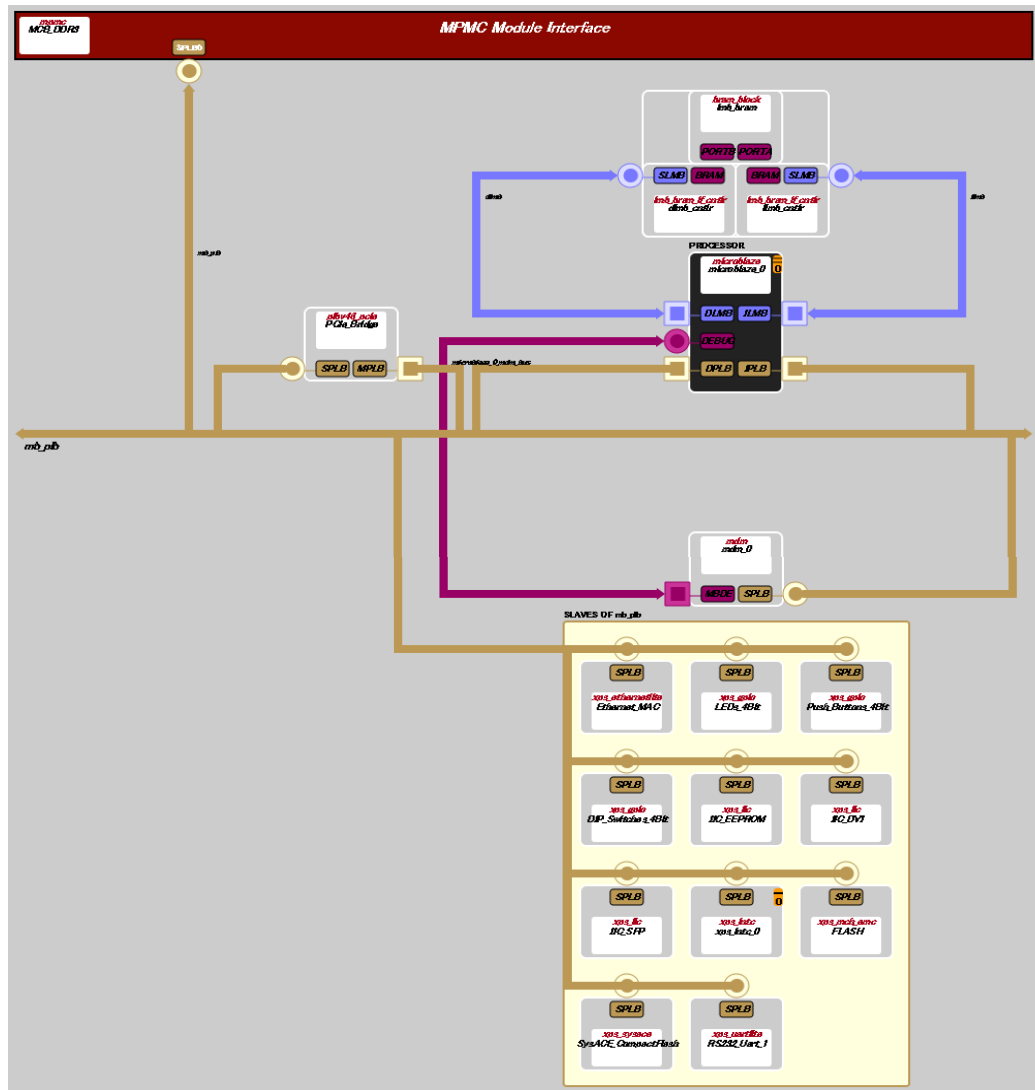 mpmc
MCB_DDR3
MPMC Module Interface
SPLB0
bram_block
lmb_bram
PORTB PORTA
SLMB BRAM
BRAM SLMB
dlmb
ilmb
lmb_bram_if_cntlr
dlmb_cntlr
lmb_bram_if_cntlr
ilmb_cntlr
PROCESSOR
mb_plb
microblaze
microblaze_0
0
DLMB ILMB
DEBUG
DPLB IPLB
plbv46_pcie
PCIe_Bridge
SPLB MPLB
microblaze_0_mdm_bus
mb_plb
mdm
mdm_0
MBDE SPLB
SLAVES OF mb_plb
SPLB
xps_ethernetlite
Ethernet_MAC
SPLB
xps_gpio
LEDs_4Bit
SPLB
xps_gpio
Push_Buttons_4Bit
SPLB
xps_gpio
DIP_Switches_4Bit
SPLB
xps_iic
IIC_EEPROM
SPLB
xps_iic
IIC_DVI
SPLB
xps_iic
IIC_SFP
SPLB
0
xps_intc
xps_intc_0
SPLB
xps_mch_emc
FLASH
SPLB
xps_sysace
SysACE_CompactFlash
SPLB
xps_uartlite
RS232_Uart_1